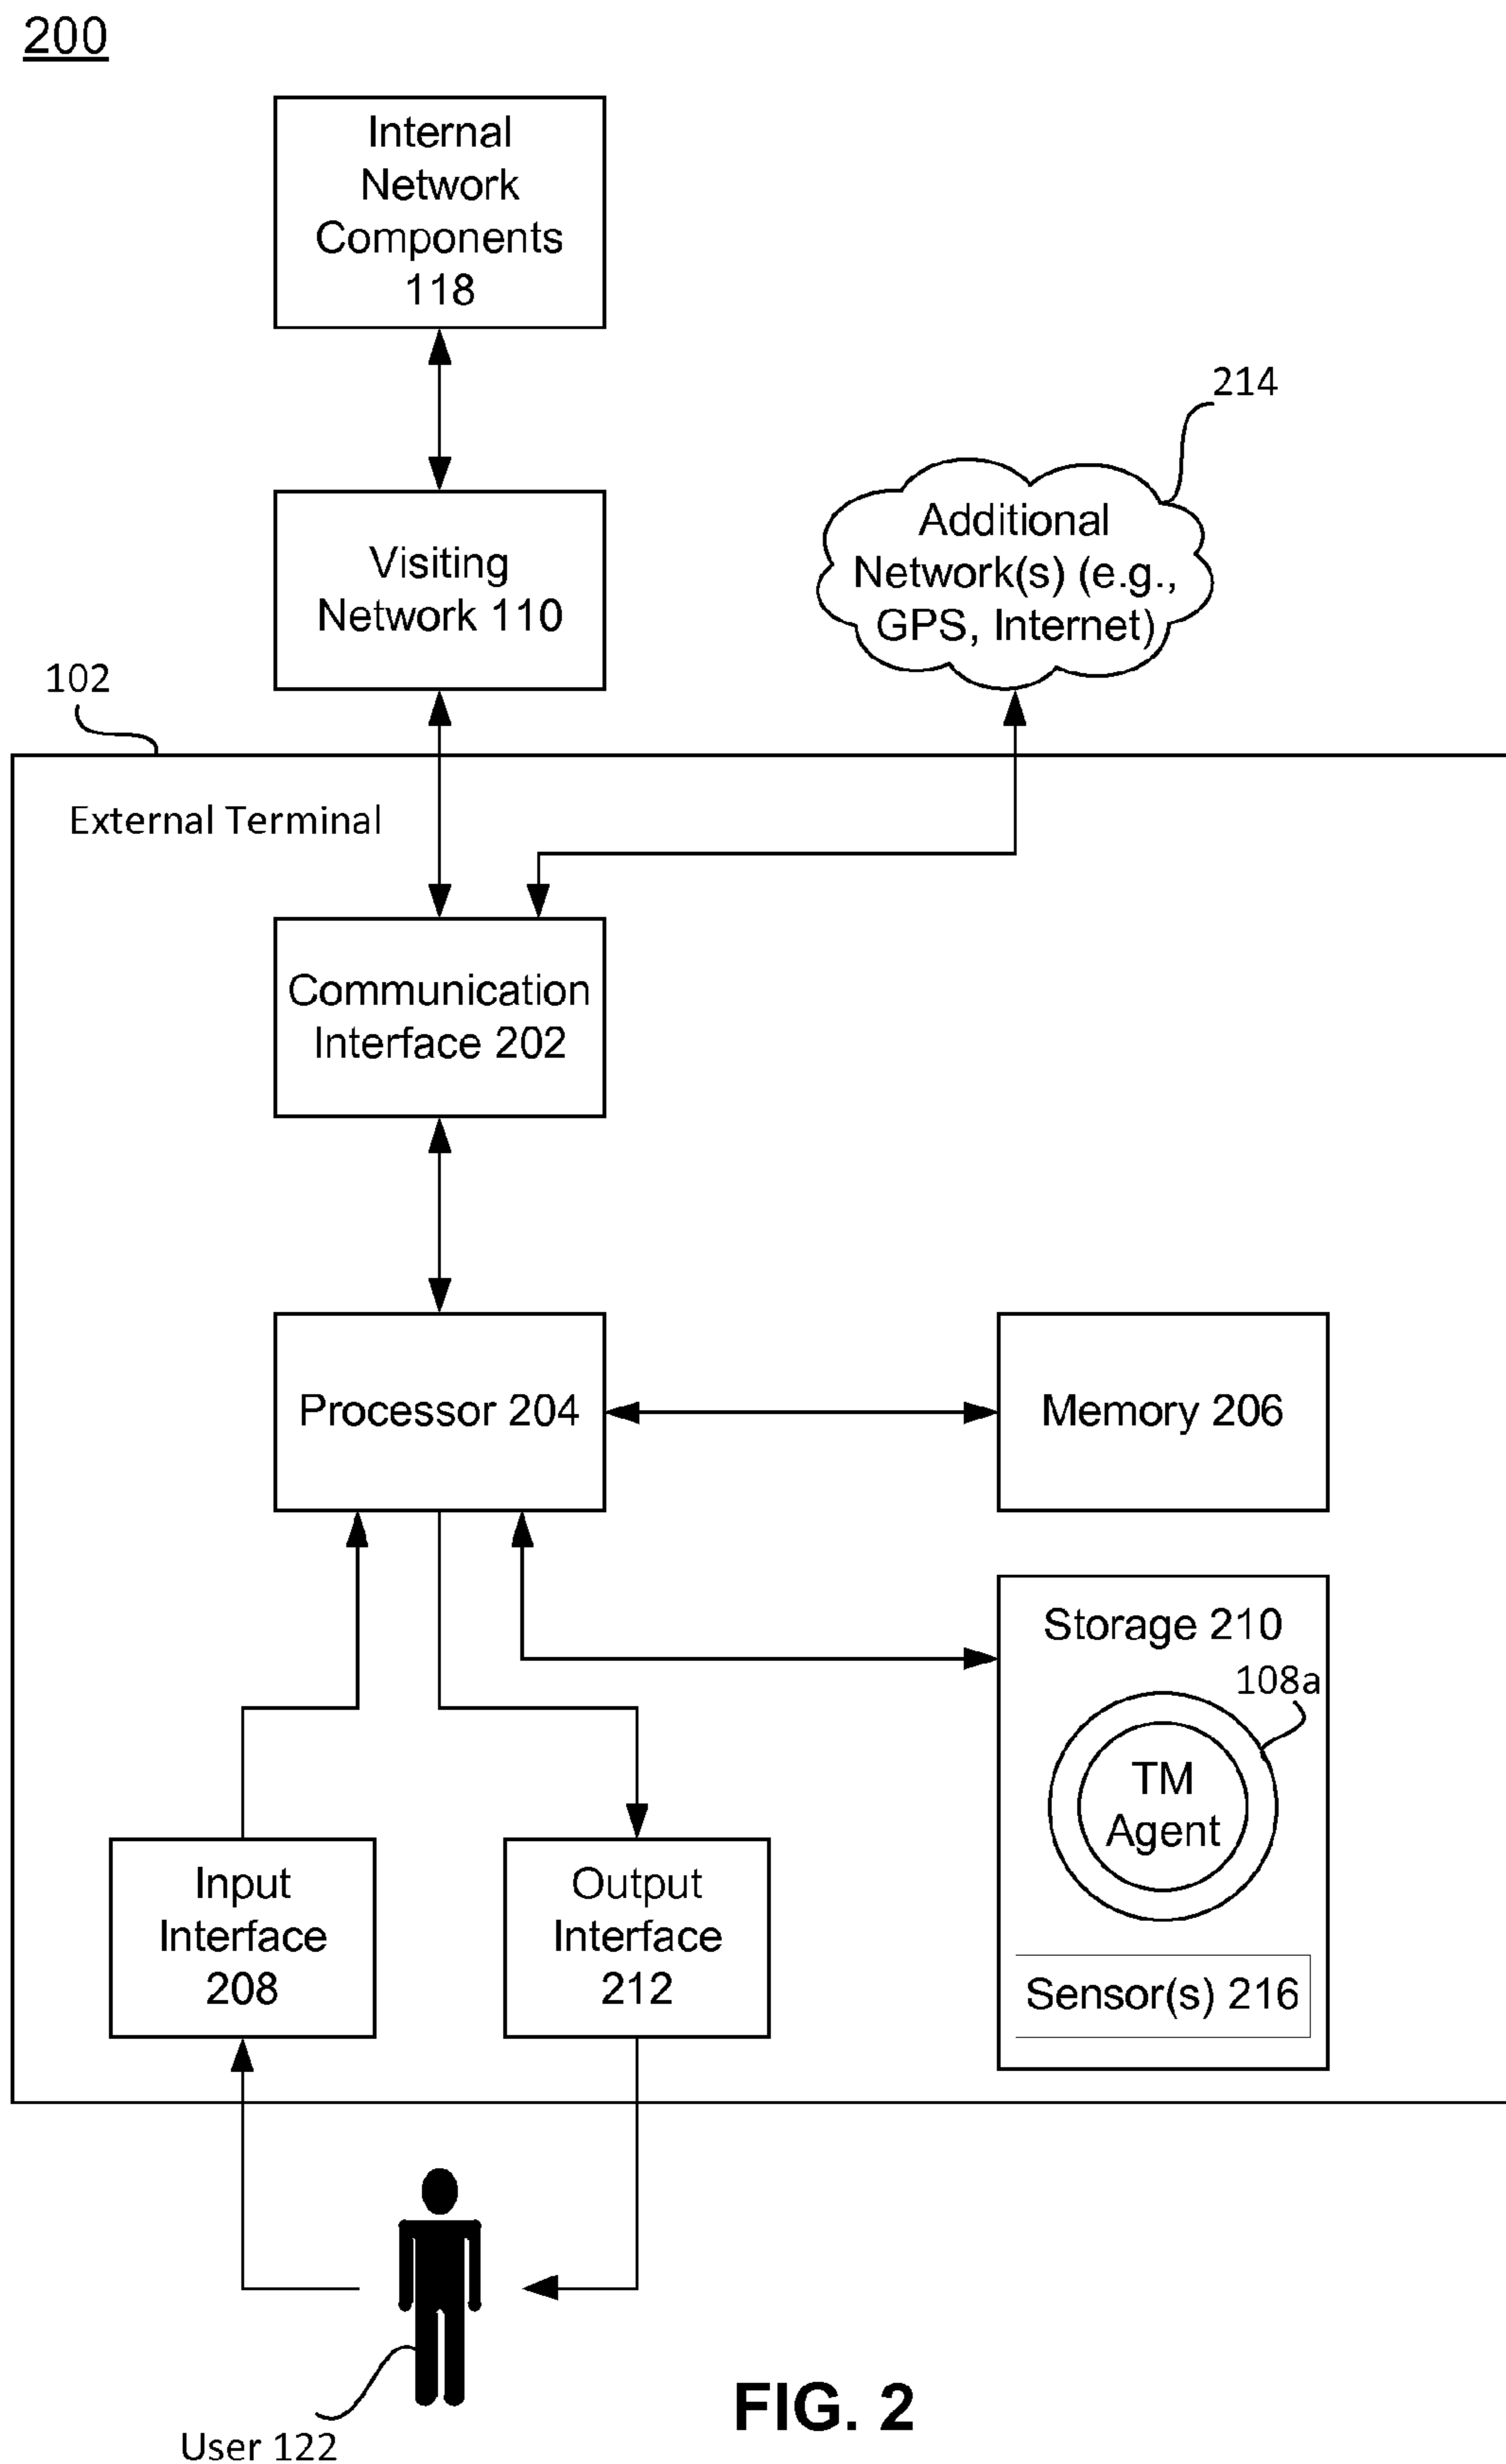 200
Internal
Network
Components
118
214
Additional
Network(s) (e.g.,
GPS, Internet)
Visiting
Network 110
102
External Terminal
Communication
Interface 202
Processor 204
Memory 206
Storage 210
108a
TM
Agent
Input
Interface
208
Output
Interface
212
Sensor(s) 216
User 122
FIG. 2